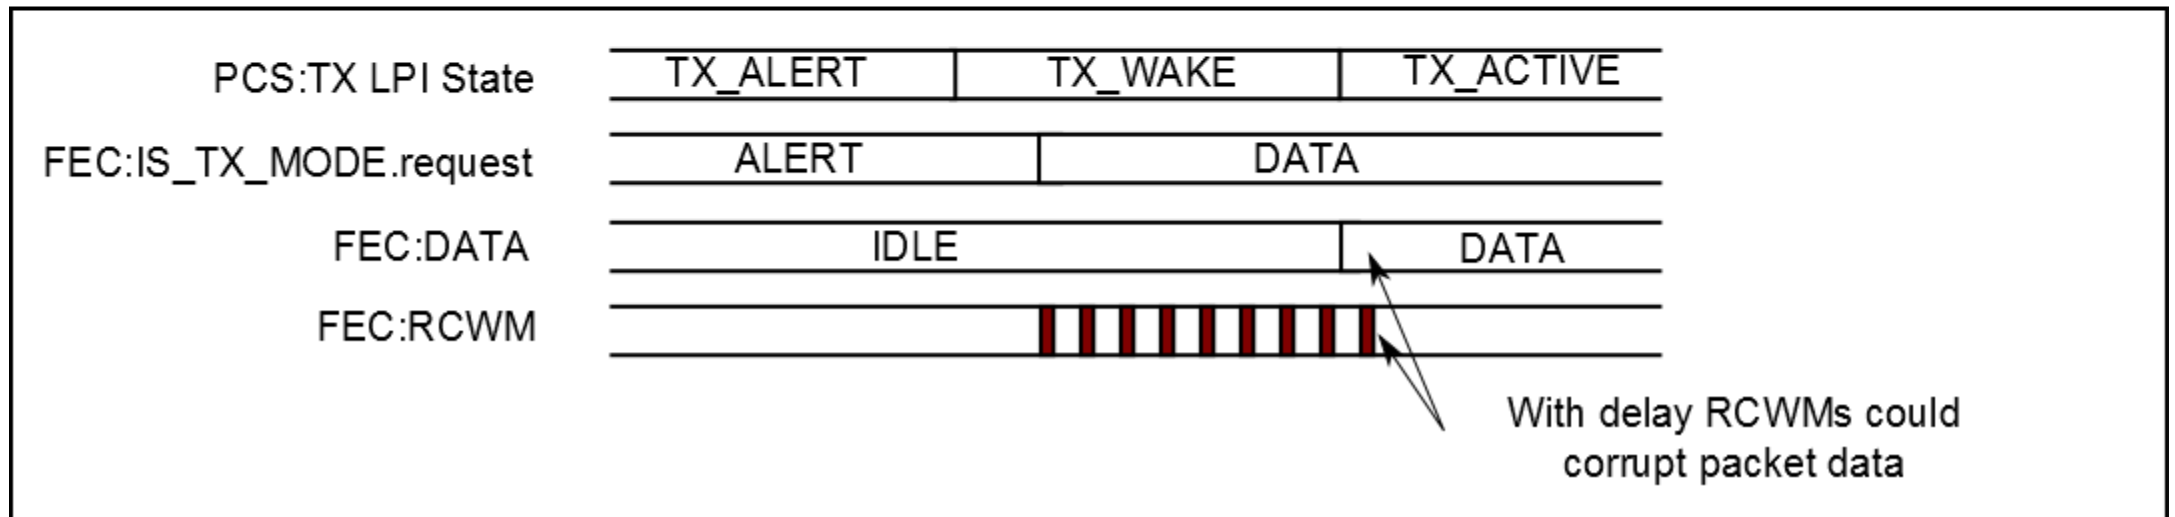 PCS:TX LPI State TX_ALERT TX_WAKE TX_ACTIVE
FEC:IS_TX_MODE.request ALERT DATA
FEC:DATA IDLE DATA
FEC:RCWM
With delay RCWMs could
corrupt packet data